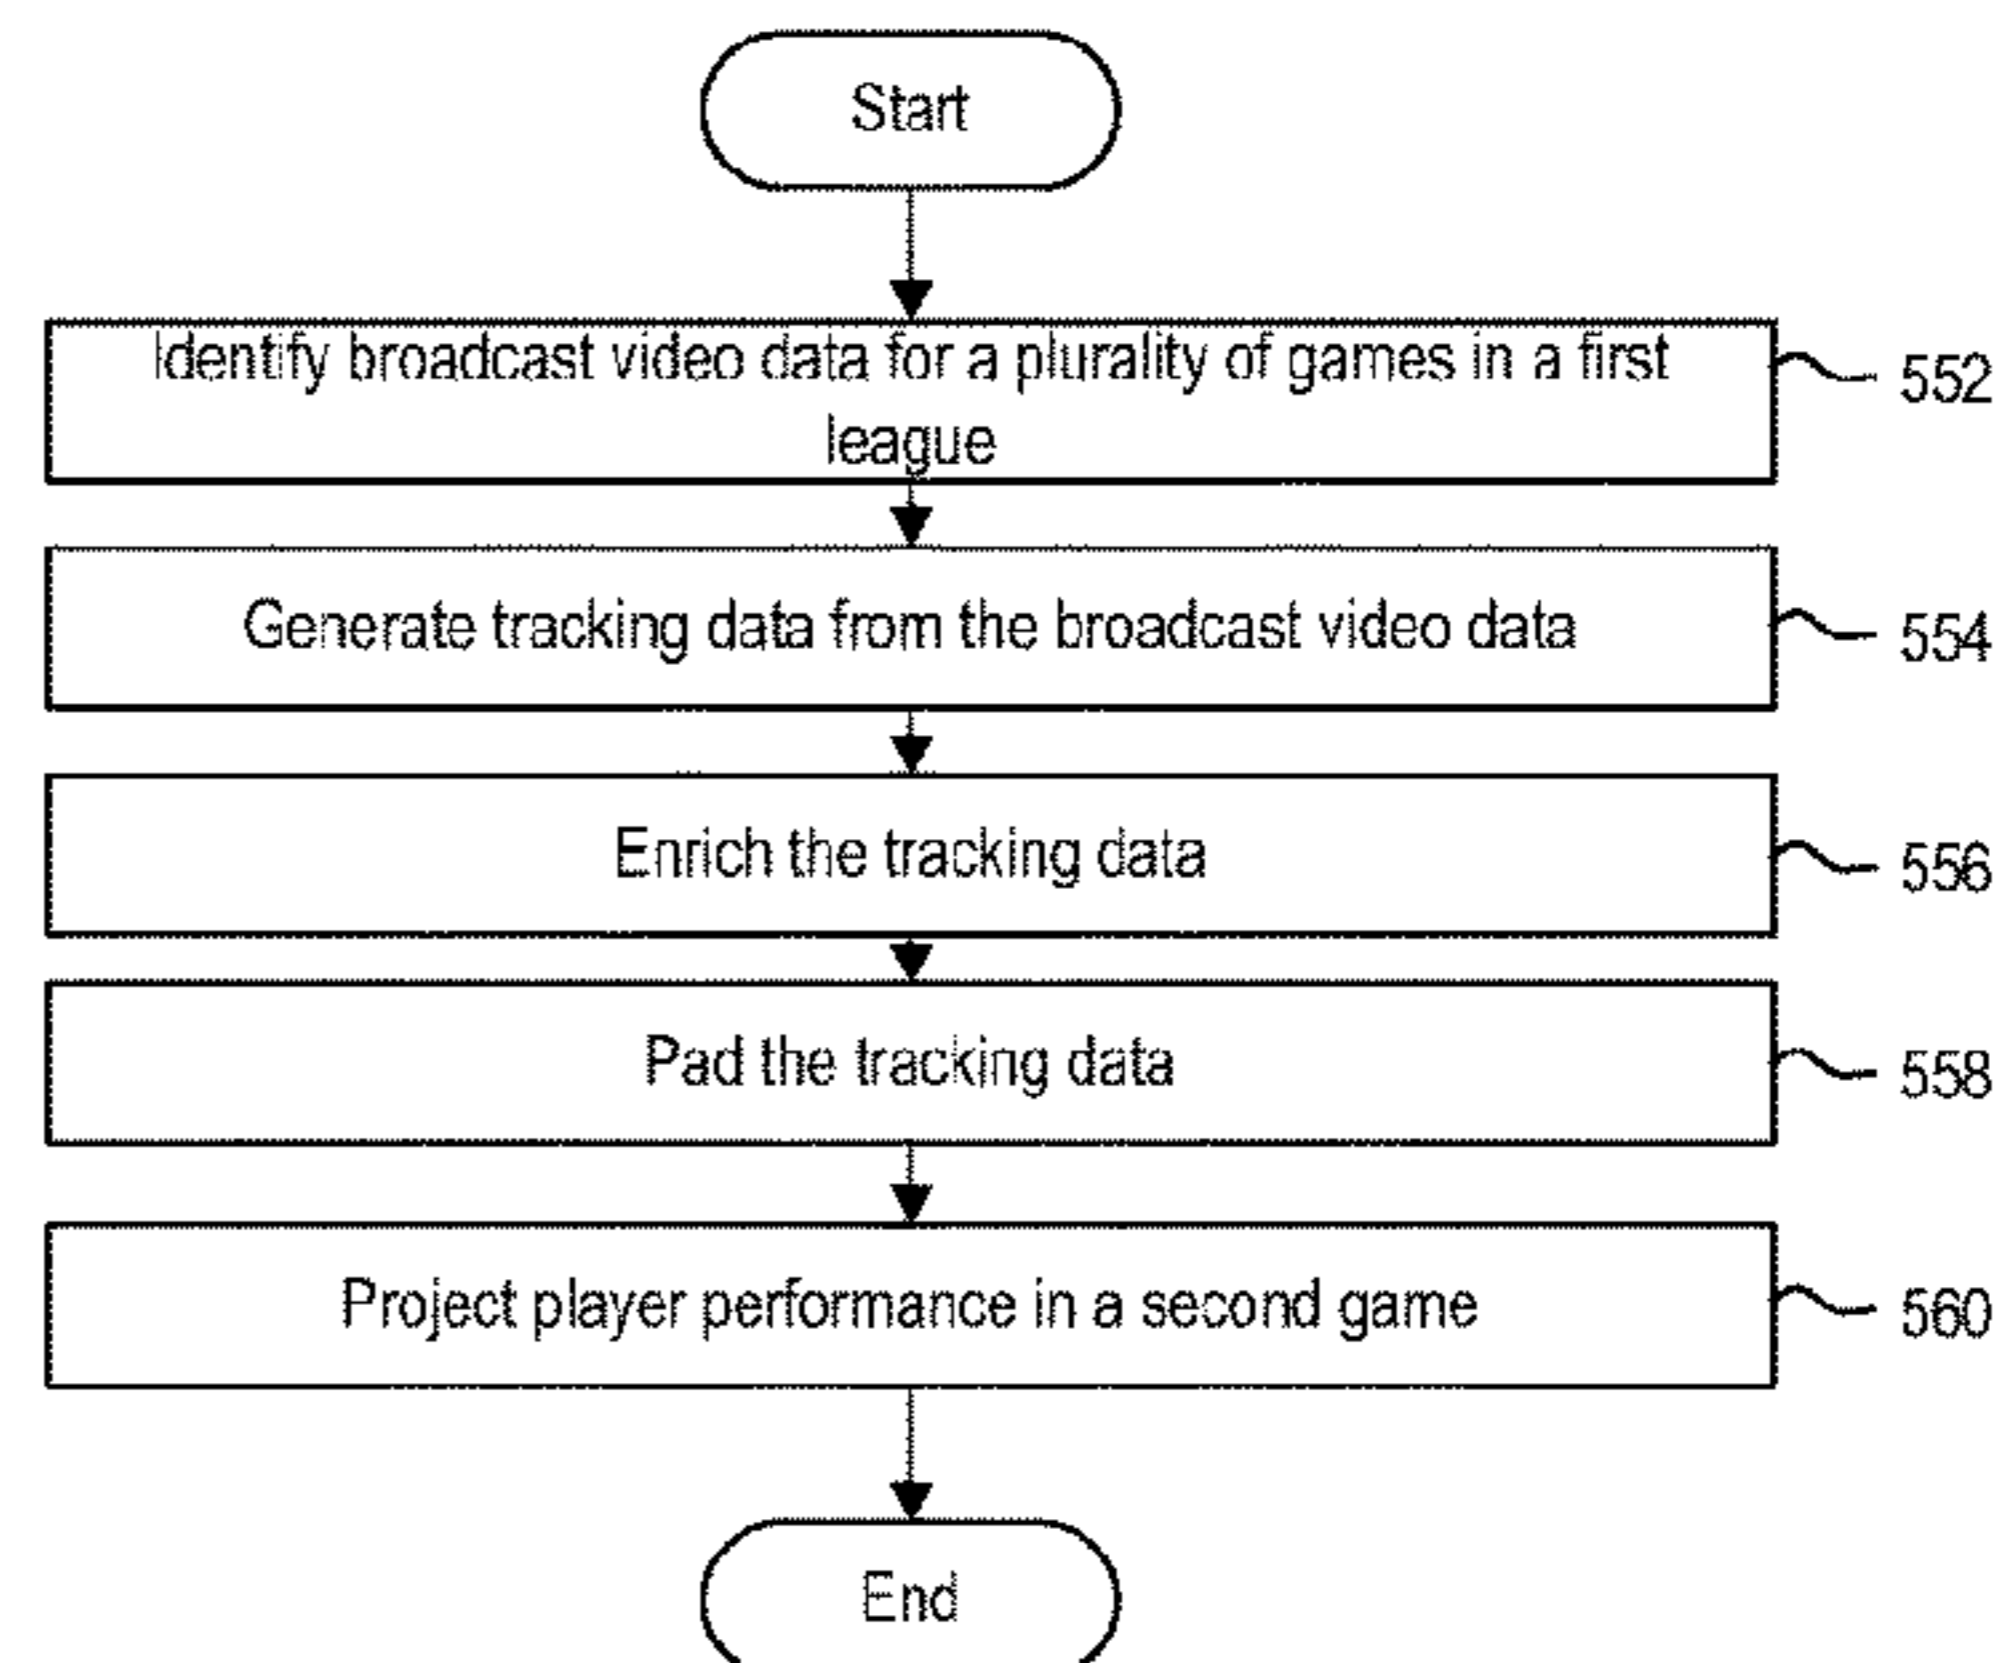 Start
Identify broadcast video data for a plurality of games in a first
league
552
Generate tracking data from the broadcast video data
554
Enrich the tracking data
556
Pad the tracking data
558
Project player performance in a second game
560
End